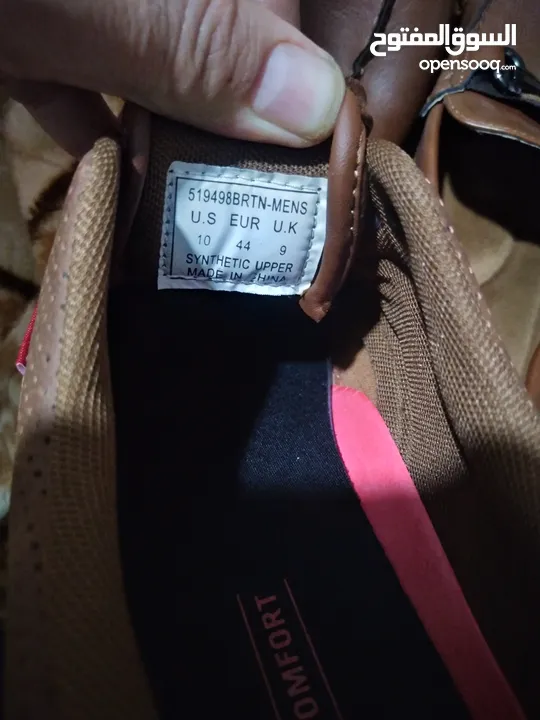 السوق المفتوح
opensooq.com
519498BRTN-MENS
U.S EUR U.K
10 44 9
SYNTHETIC UPPER
MADE IN CHINA
OMFORT